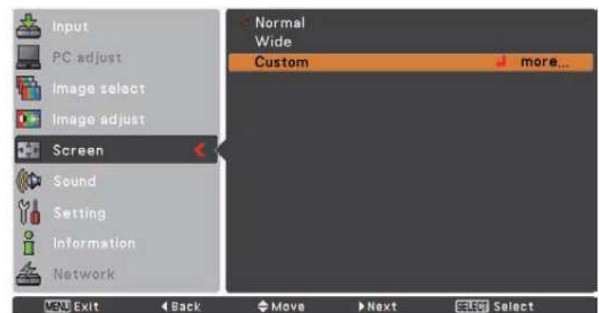 Input
PC adjust
Image select
Image adjust
Screen
Sound
Setting
Information
Network
Normal
Wide
Custom more...
MENU Exit Back Move Next SELECT Select